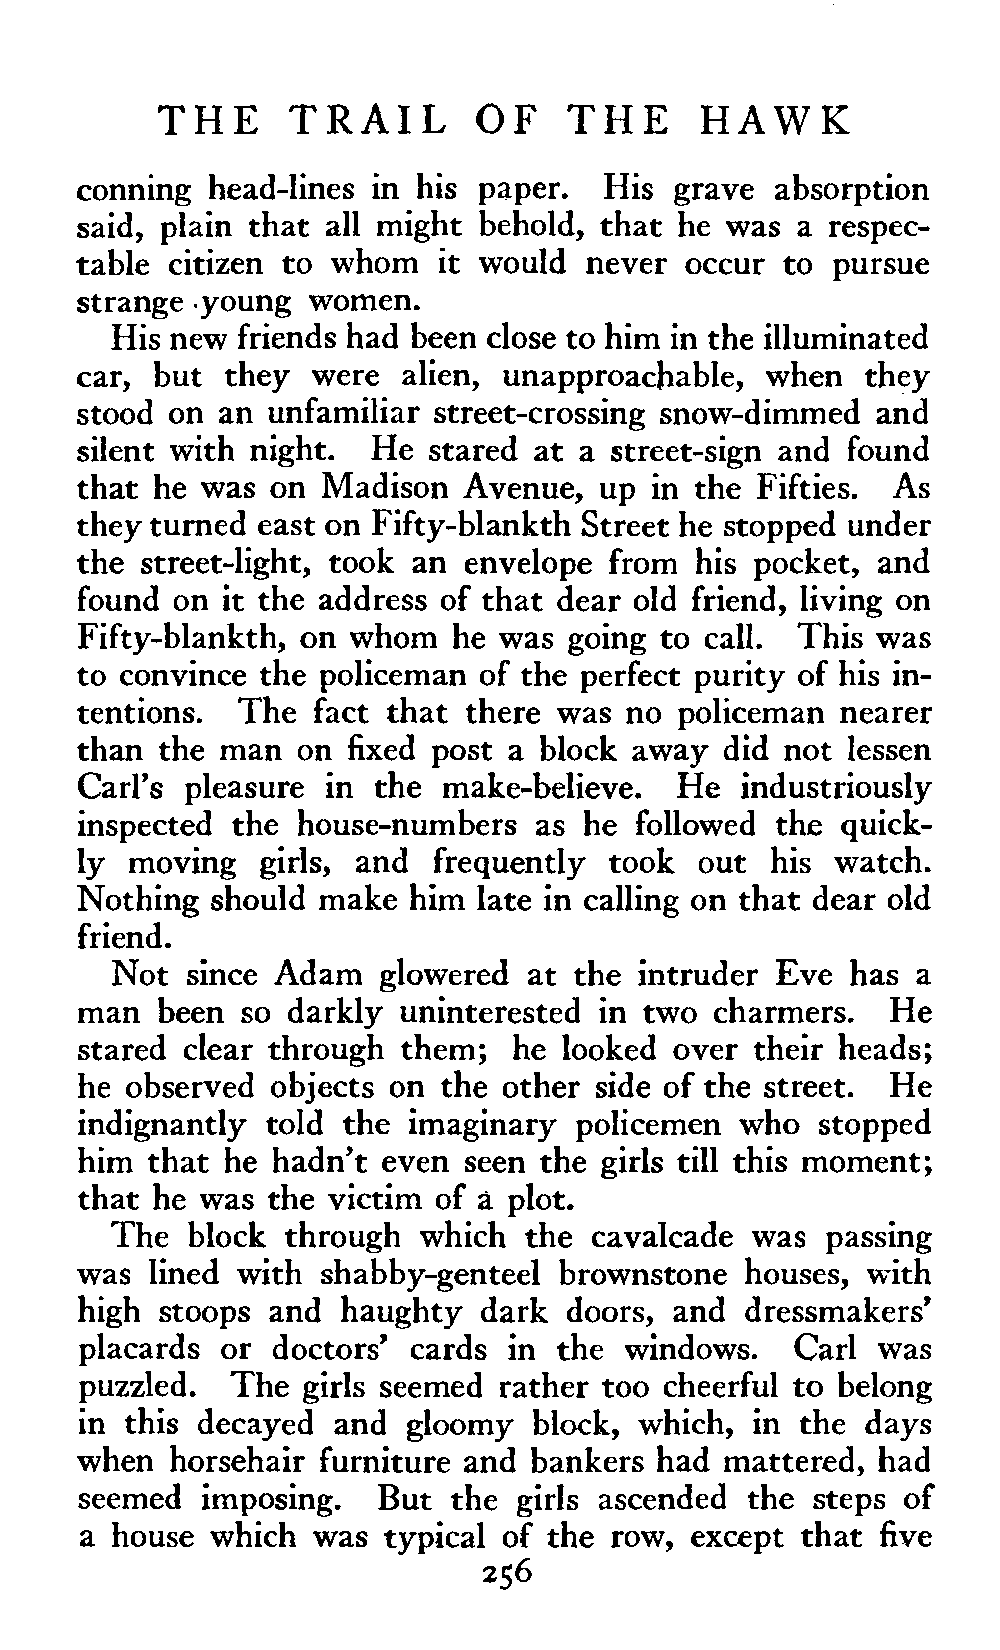 THE TRAIL OF THE HAWK
conning head-lines in his paper. His grave absorption
said, plain that all might behold, that he was a respec-
table citizen to whom it would never occur to pursue
strange young women.
His new friends had been close to him in the illuminated
car, but they were alien, unapproachable, when they
stood on an unfamiliar street-crossing snow-dimmed and
silent with night. He stared at a street-sign and found
that he was on Madison Avenue, up in the Fifties. As
they turned east on Fifty-blankth Street he stopped under
the street-light, took an envelope from his pocket, and
found on it the address of that dear old friend, living on
Fifty-blankth, on whom he was going to call. This was
to convince the policeman of the perfect purity of his in-
tentions. The fact that there was no policeman nearer
than the man on fixed post a block away did not lessen
Carl's pleasure in the make-believe. He industriously
inspected the house-numbers as he followed the quick-
ly moving girls, and frequently took out his watch.
Nothing should make him late in calling on that dear old
friend.
Not since Adam glowered at the intruder Eve has a
man been so darkly uninterested in two charmers. He
stared clear through them; he looked over their heads;
he observed objects on the other side of the street. He
indignantly told the imaginary policemen who stopped
him that he hadn't even seen the girls till this moment;
that he was the victim of a plot.
The block through which the cavalcade was passing
was lined with shabby-genteel brownstone houses, with
high stoops and haughty dark doors, and dressmakers'
placards or doctors' cards in the windows. Carl was
puzzled. The girls seemed rather too cheerful to belong
in this decayed and gloomy block, which, in the days
when horsehair furniture and bankers had mattered, had
seemed imposing. But the girls ascended the steps of
a house which was typical of the row, except that five
256